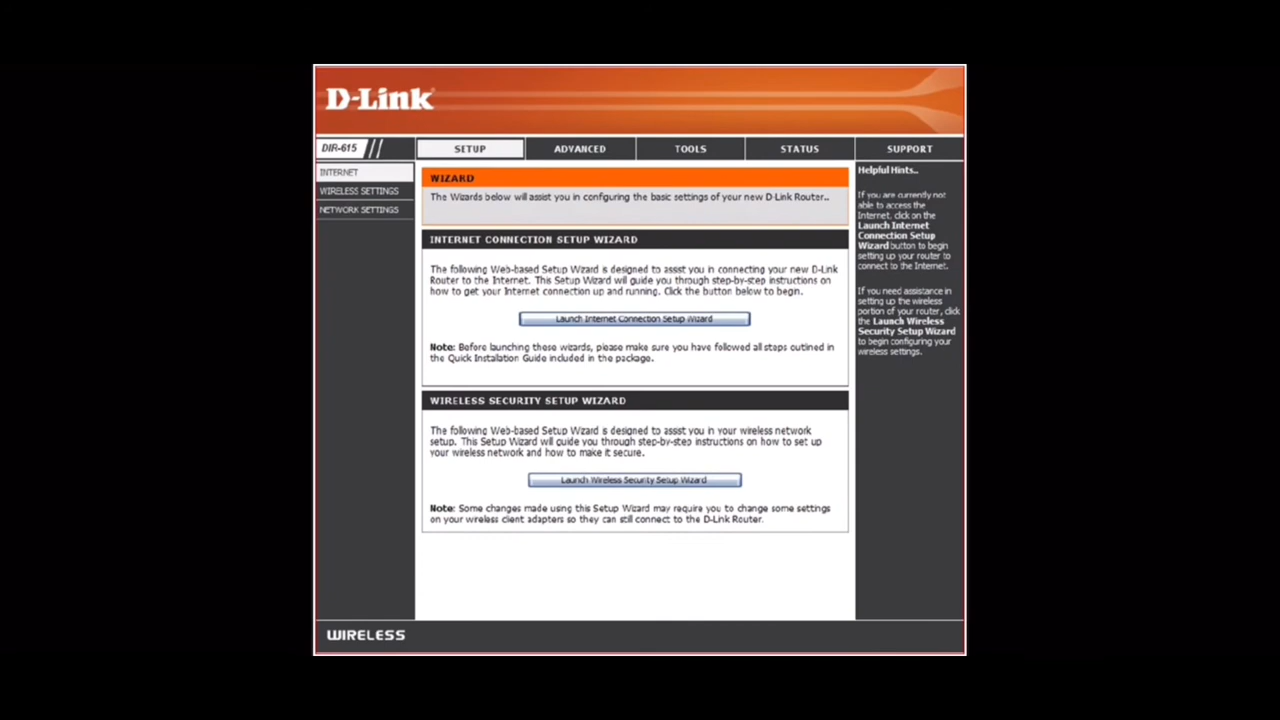 D-Link
DIR-615
SETUP
ADVANCED
TOOLS
STATUS
SUPPORT
INTERNET
WIRELESS SETTINGS
NETWORK SETTINGS
WIZARD
The Wizards below will assist you in configuring the basic settings of your new D-Link Router..
INTERNET CONNECTION SETUP WIZARD
The following Web-based Setup Wizard is designed to assist you in connecting your new D-Link
Router to the Internet. This Setup Wizard will guide you through step-by-step instructions on
how to get your Internet connection up and running. Click the button below to begin.
Launch Internet Connection Setup Wizard
Note: Before launching these wizards, please make sure you have followed all steps outlined in
the Quick Installation Guide included in the package.
WIRELESS SECURITY SETUP WIZARD
The following Web-based Setup Wizard is designed to assist you in your wireless network
setup. This Setup Wizard will guide you through step-by-step instructions on how to set up
your wireless network and how to make it secure.
Launch Wireless Security Setup Wizard
Note: Some changes made using this Setup Wizard may require you to change some settings
on your wireless client adapters so they can still connect to the D-Link Router.
Helpful Hints..
If you are currently not
able to access the
Internet, click on the
Launch Internet
Connection Setup
Wizard button to begin
setting up your router to
connect to the Internet.
If you need assistance in
setting up the wireless
portion of your router, click
the Launch Wireless
Security Setup Wizard
to begin configuring your
wireless settings.
WIRELESS